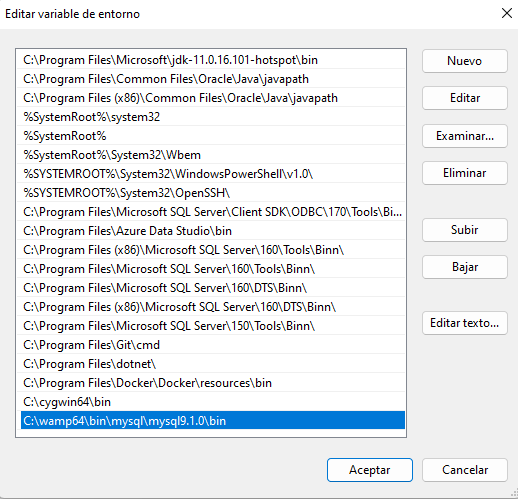 Editar variable de entorno
C:\Program Files\Microsoft\jdk-11.0.16.101-hotspot\bin
C:\Program Files\Common Files\Oracle\Java\javapath
C:\Program Files (x86)\Common Files\Oracle\Java\javapath
%SystemRoot%\system32
%SystemRoot%
%SystemRoot%\System32\Wbem
%SYSTEMROOT%\System32\WindowsPowerShell\v1.0\
%SYSTEMROOT%\System32\OpenSSH\
C:\Program Files\Microsoft SQL Server\Client SDK\ODBC\170\Tools\Bi...
C:\Program Files\Azure Data Studio\bin
C:\Program Files (x86)\Microsoft SQL Server\160\Tools\Binn\
C:\Program Files\Microsoft SQL Server\160\Tools\Binn\
C:\Program Files\Microsoft SQL Server\160\DTS\Binn\
C:\Program Files (x86)\Microsoft SQL Server\160\DTS\Binn\
C:\Program Files\Microsoft SQL Server\150\Tools\Binn\
C:\Program Files\Git\cmd
C:\Program Files\dotnet\
C:\Program Files\Docker\Docker\resources\bin
C:\cygwin64\bin
C:\wamp64\bin\mysql\mysql9.1.0\bin
Nuevo
Editar
Examinar...
Eliminar
Subir
Bajar
Editar texto...
Aceptar
Cancelar